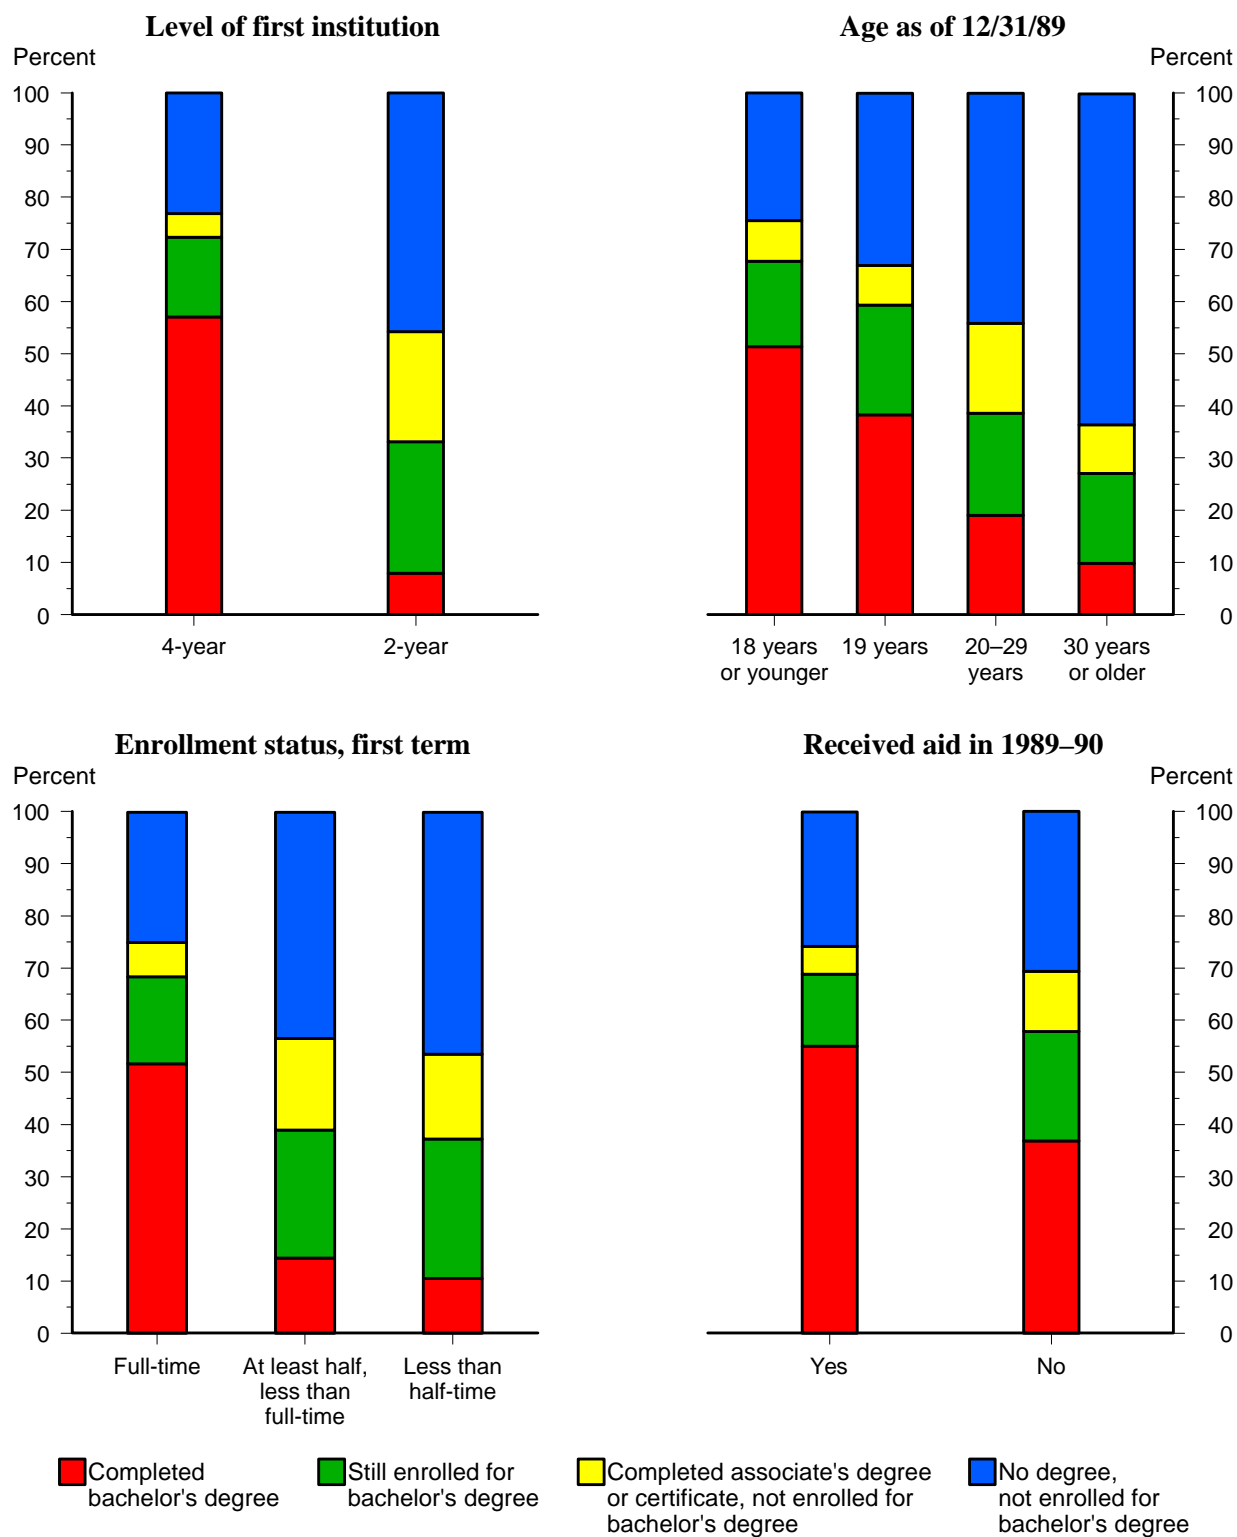 Level of first institution
Percent
100
90
80
70
60
50
40
30
20
10
0
4-year
2-year
Age as of 12/31/89
Percent
100
90
80
70
60
50
40
30
20
10
0
18 years
or younger
19 years
20–29
years
30 years
or older
Enrollment status, first term
Percent
100
90
80
70
60
50
40
30
20
10
0
Full-time
At least half,
less than
full-time
Less than
half-time
Received aid in 1989–90
Percent
100
90
80
70
60
50
40
30
20
10
0
Yes
No
Completed
bachelor's degree
Still enrolled for
bachelor's degree
Completed associate's degree
or certificate, not enrolled for
bachelor's degree
No degree,
not enrolled for
bachelor's degree